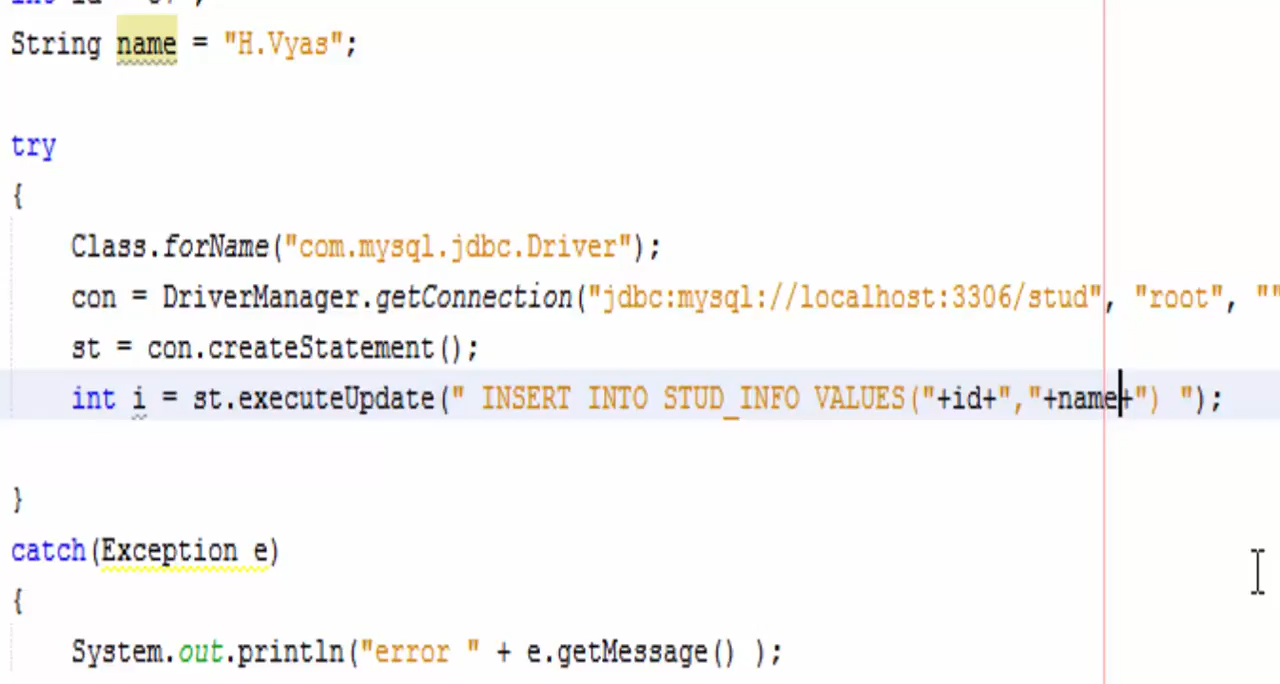 String name = "H.Vyas";
try
{
Class.forName("com.mysql.jdbc.Driver");
con = DriverManager.getConnection("jdbc:mysql://localhost:3306/stud", "root", ""
st = con.createStatement();
int i = st.executeUpdate(" INSERT INTO STUD_INFO VALUES("+id+","+name+") ");
}
catch(Exception e)
{
System.out.println("error " + e.getMessage() );